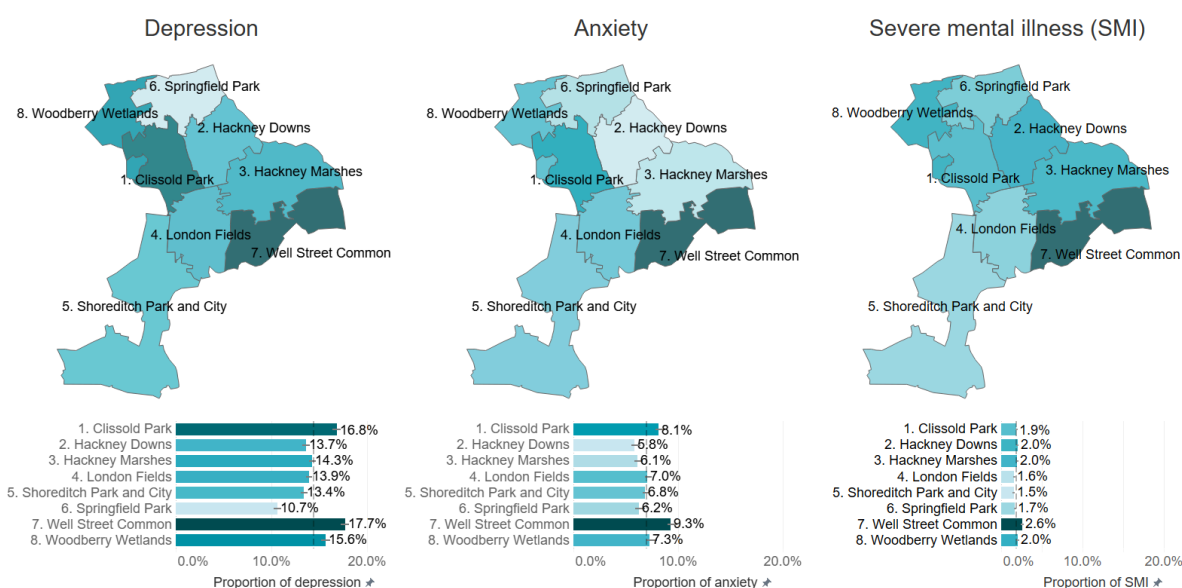 Depression
6. Springfield Park
8. Woodberry Wetlands
2. Hackney Downs
3. Hackney Marshes
1. Clissold Park
4. London Fields
7. Well Street Common
5. Shoreditch Park and City
1. Clissold Park 16.8%
2. Hackney Downs 13.7%
3. Hackney Marshes 14.3%
4. London Fields 13.9%
5. Shoreditch Park and City 13.4%
6. Springfield Park 10.7%
7. Well Street Common 17.7%
8. Woodberry Wetlands 15.6%
0.0% 10.0% 20.0%
Proportion of depression
Anxiety
6. Springfield Park
8. Woodberry Wetlands
2. Hackney Downs
3. Hackney Marshes
1. Clissold Park
4. London Fields
7. Well Street Common
5. Shoreditch Park and City
1. Clissold Park 8.1%
2. Hackney Downs 5.8%
3. Hackney Marshes 6.1%
4. London Fields 7.0%
5. Shoreditch Park and City 6.8%
6. Springfield Park 6.2%
7. Well Street Common 9.3%
8. Woodberry Wetlands 7.3%
0.0% 10.0% 20.0%
Proportion of anxiety
Severe mental illness (SMI)
6. Springfield Park
8. Woodberry Wetlands
2. Hackney Downs
3. Hackney Marshes
1. Clissold Park
4. London Fields
7. Well Street Common
5. Shoreditch Park and City
1. Clissold Park 1.9%
2. Hackney Downs 2.0%
3. Hackney Marshes 2.0%
4. London Fields 1.6%
5. Shoreditch Park and City 1.5%
6. Springfield Park 1.7%
7. Well Street Common 2.6%
8. Woodberry Wetlands 2.0%
0.0% 10.0% 20.0%
Proportion of SMI